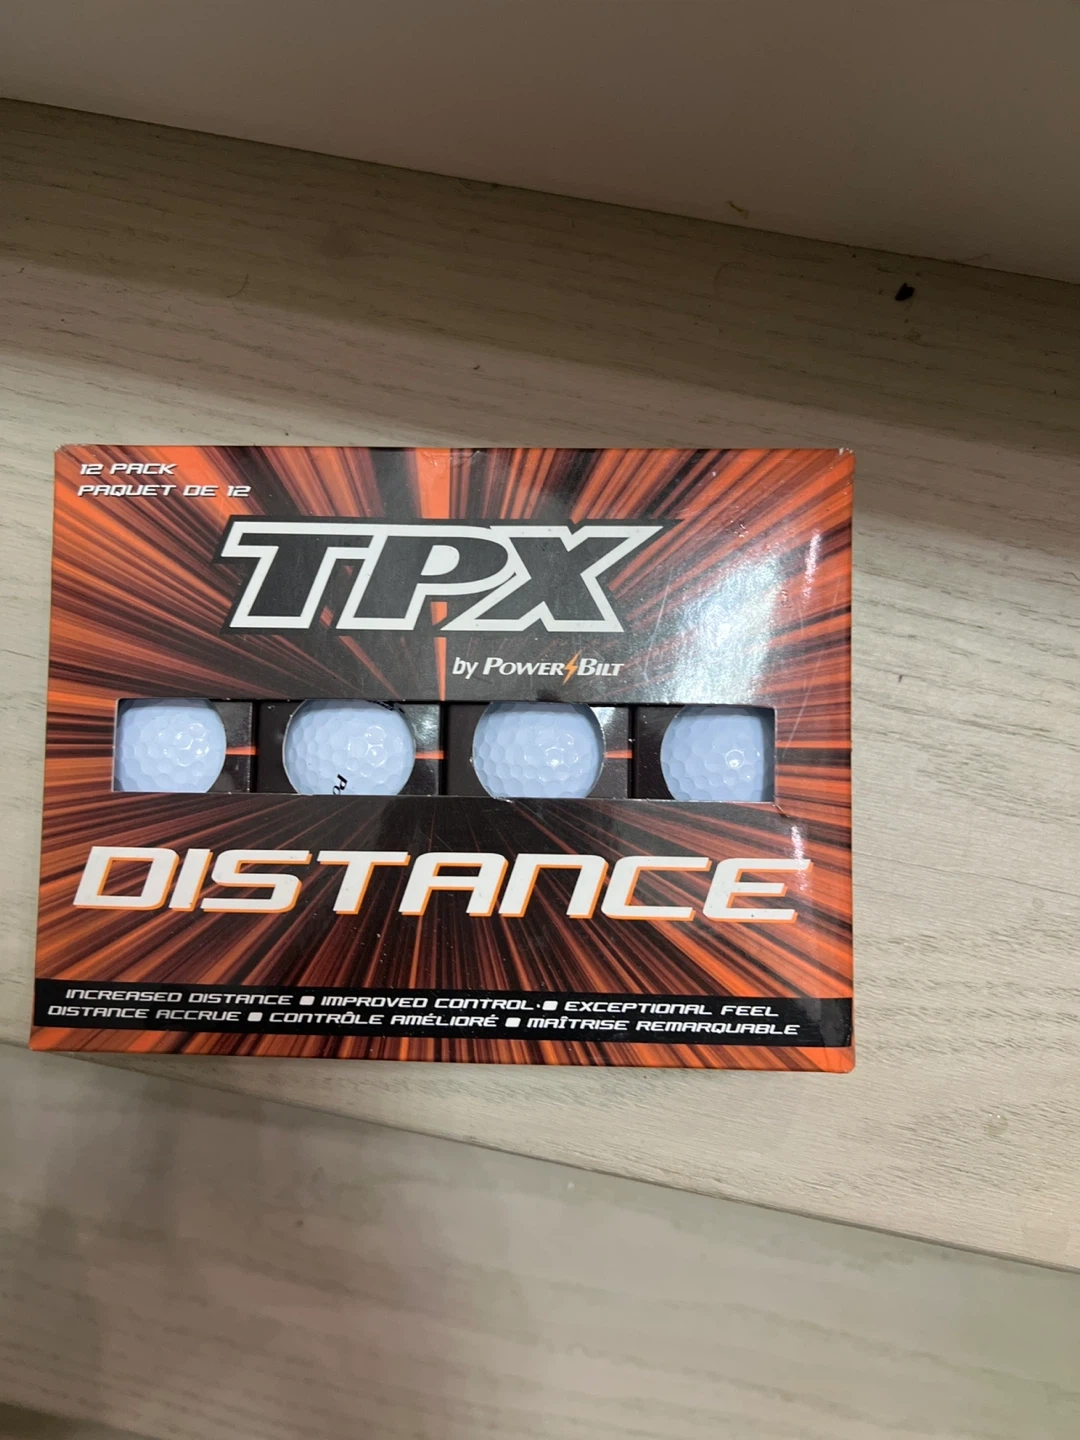 12 PACK
PAQUET DE 12
TPX
by POWERBILT
DISTANCE
INCREASED DISTANCE ■ IMPROVED CONTROL ■ EXCEPTIONAL FEEL
DISTANCE ACCRUE ■ CONTRÔLE AMÉLIORÉ ■ MAÎTRISE REMARQUABLE